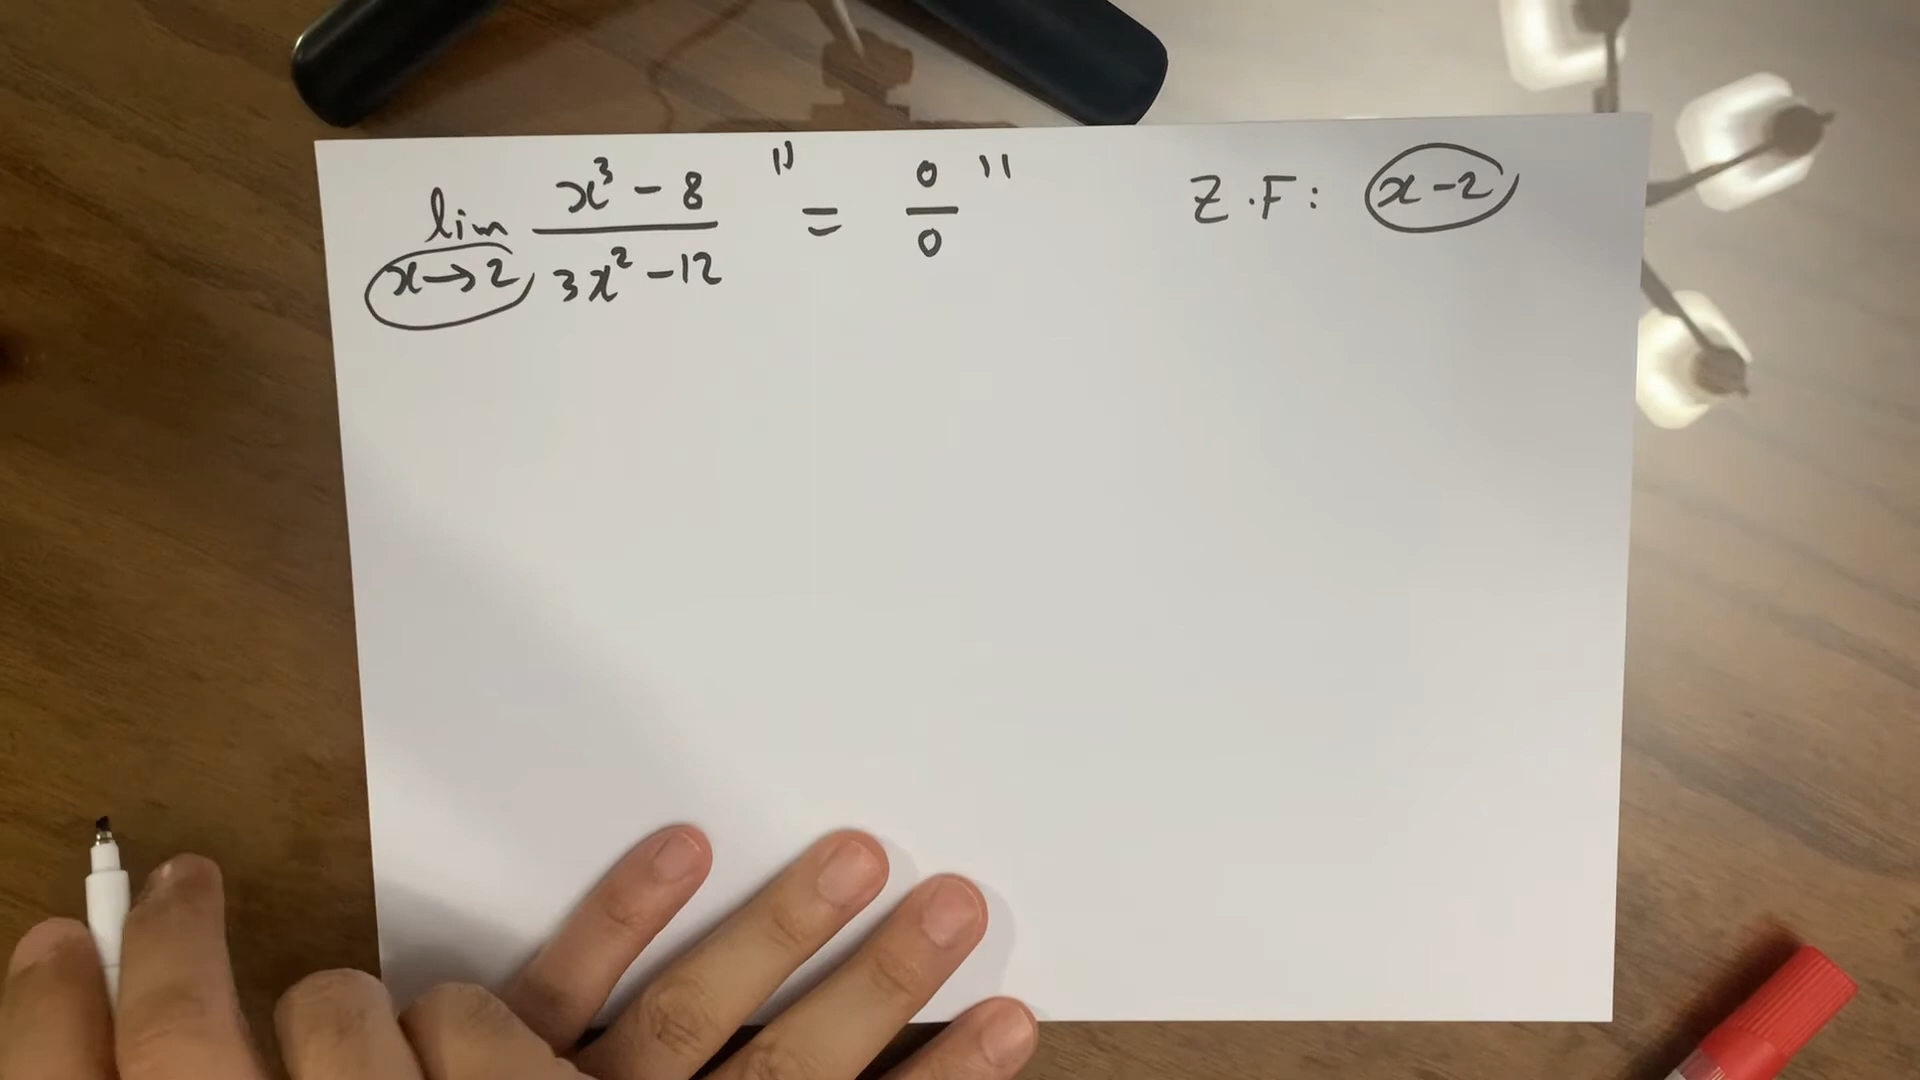 lim x→2 (x³ - 8)/(3x² - 12) "=" 0/0 Z.F: x-2